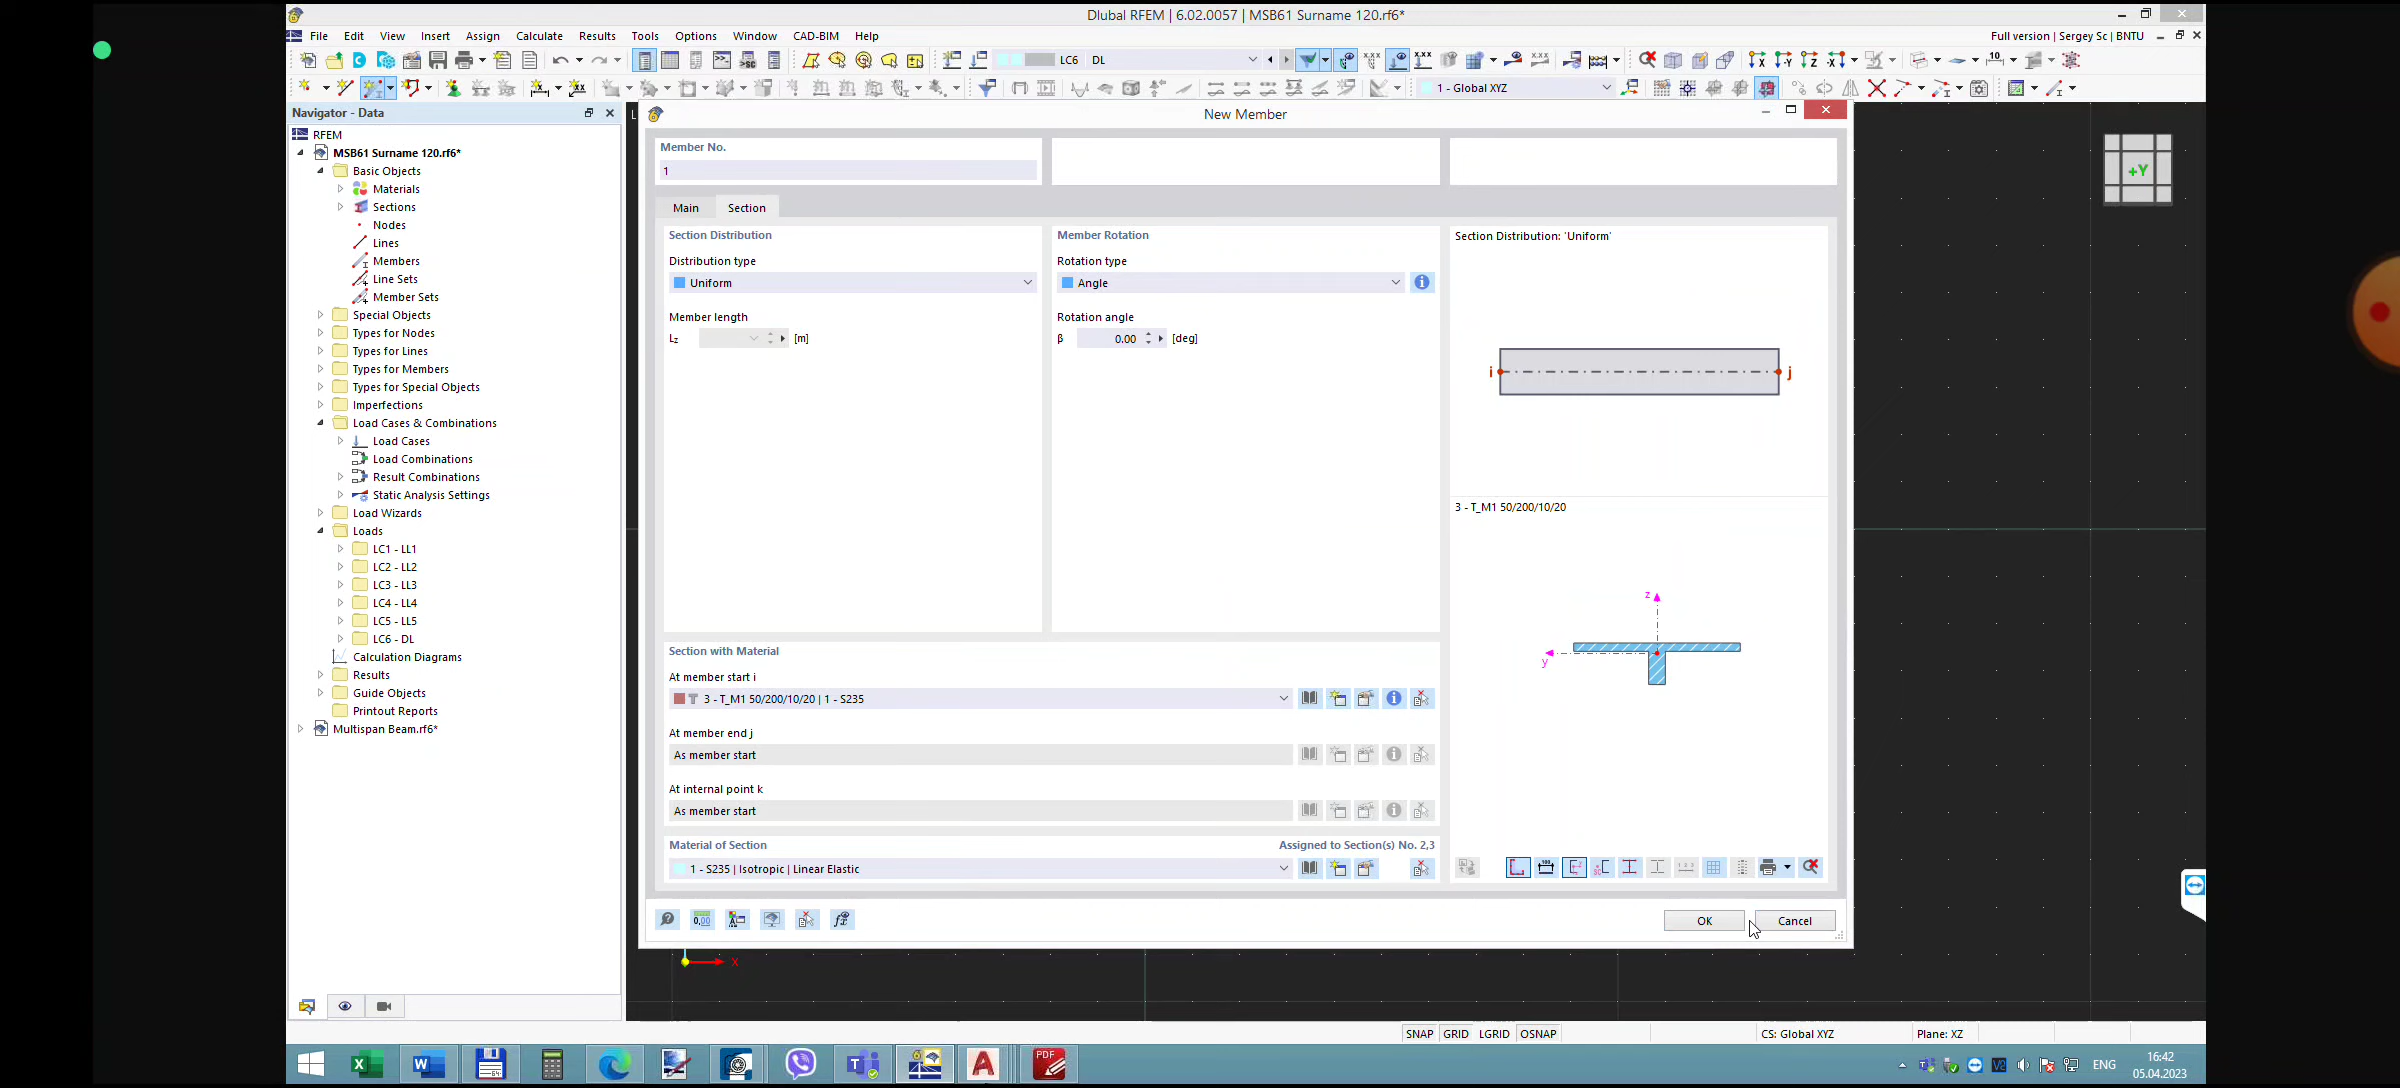 Dlubal RFEM | 6.02.0057 | MSB61 Surname 120.rf6*
File Edit View Insert Assign Calculate Results Tools Options Window CAD-BIM Help
Full version | Sergey Sc | BNTU
LC6 DL
1 - Global XYZ
Navigator - Data
RFEM
MSB61 Surname 120.rf6*
Basic Objects
Materials
Sections
Nodes
Lines
Members
Line Sets
Member Sets
Special Objects
Types for Nodes
Types for Lines
Types for Members
Types for Special Objects
Imperfections
Load Cases & Combinations
Load Cases
Load Combinations
Result Combinations
Static Analysis Settings
Load Wizards
Loads
LC1 - LL1
LC2 - LL2
LC3 - LL3
LC4 - LL4
LC5 - LL5
LC6 - DL
Calculation Diagrams
Results
Guide Objects
Printout Reports
Multispan Beam.rf6*
New Member
Member No.
1
Main Section
Section Distribution
Distribution type
Uniform
Member length
Lz [m]
Member Rotation
Rotation type
Angle
Rotation angle
β 0.00 [deg]
Section Distribution: 'Uniform'
i j
3 - T_M1 50/200/10/20
z
y
Section with Material
At member start i
3 - T_M1 50/200/10/20 | 1 - S235
At member end j
As member start
At internal point k
As member start
Material of Section Assigned to Section(s) No. 2,3
1 - S235 | Isotropic | Linear Elastic
OK Cancel
+Y
X
SNAP GRID LGRID OSNAP CS: Global XYZ Plane: XZ
ENG
16:42
05.04.2023